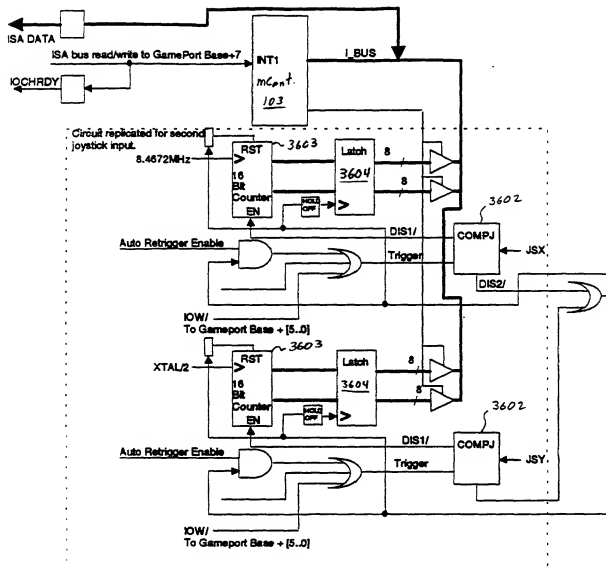 ISA DATA
ISA bus read/write to GamePort Base+7
IOCHRDY
INT1
mCont.
103
I_BUS
Circuit replicated for second
joystick input.
3603
RST
8.4672MHz
16
Bit
Counter
EN
Latch
3604
8
8
HOLD
OFF
3602
COMPJ
DIS1/
JSX
Auto Retrigger Enable
Trigger
DIS2/
IOW/
To Gameport Base + [5..0]
3603
RST
XTAL/2
16
Bit
Counter
EN
Latch
3604
8
8
HOLD
OFF
3602
COMPJ
DIS1/
JSY
Auto Retrigger Enable
Trigger
IOW/
To Gameport Base + [5..0]